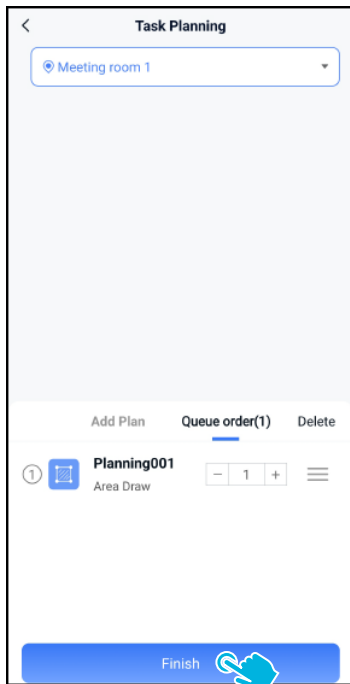 Task Planning
Meeting room 1
Add Plan Queue order(1) Delete
1 Planning001 - 1 +
Area Draw
Finish